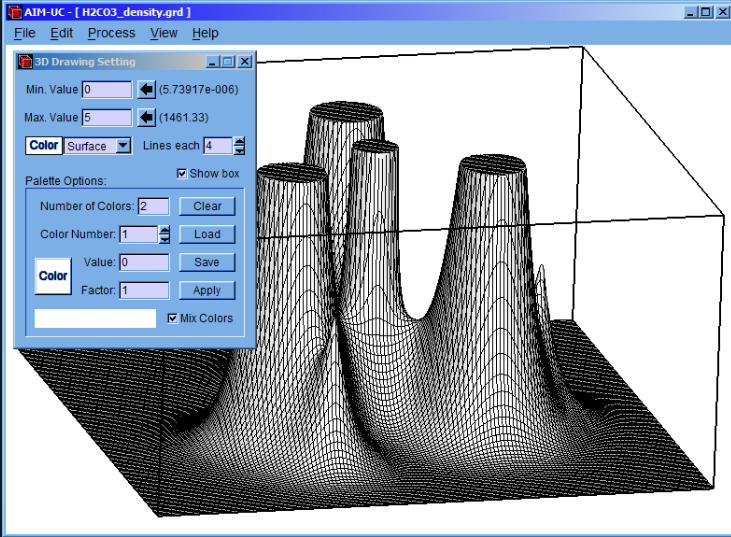 AIM-UC - [ H2CO3_density.grd ]
File Edit Process View Help
3D Drawing Setting
Min. Value 0 (5.73917e-006)
Max. Value 5 (1461.33)
Color Surface Lines each 4
Show box
Palette Options:
Number of Colors: 2 Clear
Color Number: 1 Load
Value: 0 Save
Color
Factor: 1 Apply
Mix Colors